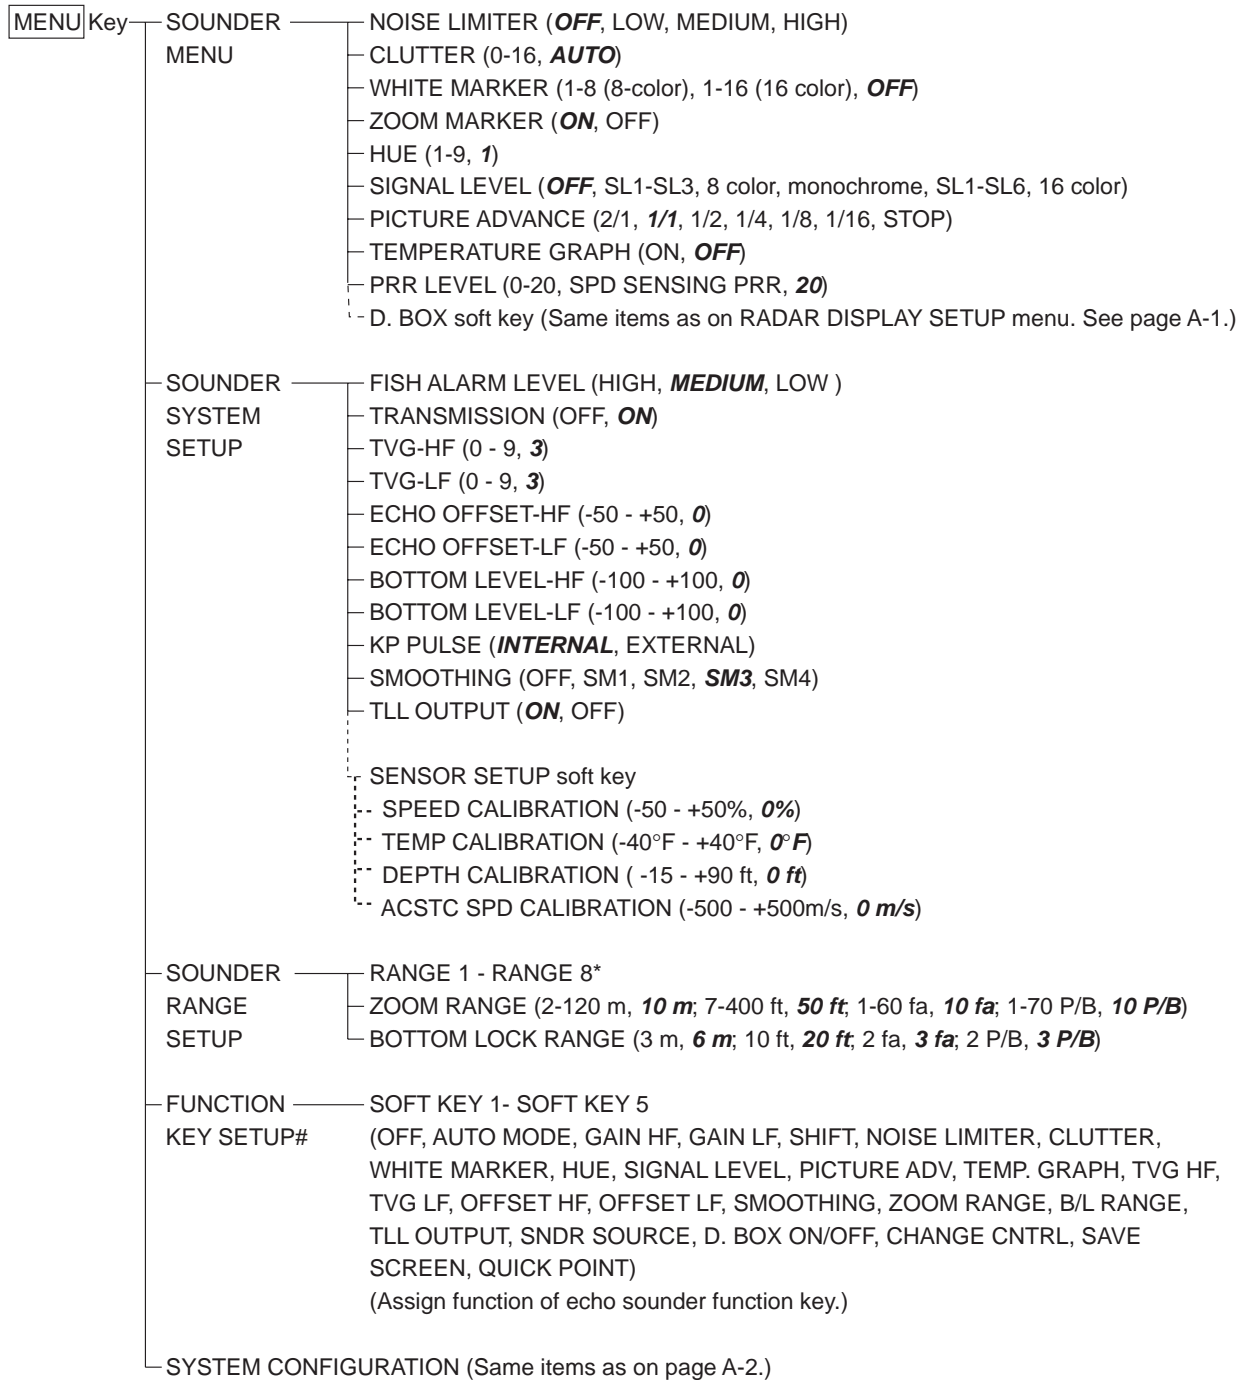 MENU Key SOUNDER NOISE LIMITER (OFF, LOW, MEDIUM, HIGH)
MENU CLUTTER (0-16, AUTO)
WHITE MARKER (1-8 (8-color), 1-16 (16 color), OFF)
ZOOM MARKER (ON, OFF)
HUE (1-9, 1)
SIGNAL LEVEL (OFF, SL1-SL3, 8 color, monochrome, SL1-SL6, 16 color)
PICTURE ADVANCE (2/1, 1/1, 1/2, 1/4, 1/8, 1/16, STOP)
TEMPERATURE GRAPH (ON, OFF)
PRR LEVEL (0-20, SPD SENSING PRR, 20)
D. BOX soft key (Same items as on RADAR DISPLAY SETUP menu. See page A-1.)
SOUNDER FISH ALARM LEVEL (HIGH, MEDIUM, LOW )
SYSTEM TRANSMISSION (OFF, ON)
SETUP TVG-HF (0 - 9, 3)
TVG-LF (0 - 9, 3)
ECHO OFFSET-HF (-50 - +50, 0)
ECHO OFFSET-LF (-50 - +50, 0)
BOTTOM LEVEL-HF (-100 - +100, 0)
BOTTOM LEVEL-LF (-100 - +100, 0)
KP PULSE (INTERNAL, EXTERNAL)
SMOOTHING (OFF, SM1, SM2, SM3, SM4)
TLL OUTPUT (ON, OFF)
SENSOR SETUP soft key
SPEED CALIBRATION (-50 - +50%, 0%)
TEMP CALIBRATION (-40°F - +40°F, 0°F)
DEPTH CALIBRATION ( -15 - +90 ft, 0 ft)
ACSTC SPD CALIBRATION (-500 - +500m/s, 0 m/s)
SOUNDER RANGE 1 - RANGE 8*
RANGE ZOOM RANGE (2-120 m, 10 m; 7-400 ft, 50 ft; 1-60 fa, 10 fa; 1-70 P/B, 10 P/B)
SETUP BOTTOM LOCK RANGE (3 m, 6 m; 10 ft, 20 ft; 2 fa, 3 fa; 2 P/B, 3 P/B)
FUNCTION SOFT KEY 1- SOFT KEY 5
KEY SETUP# (OFF, AUTO MODE, GAIN HF, GAIN LF, SHIFT, NOISE LIMITER, CLUTTER,
WHITE MARKER, HUE, SIGNAL LEVEL, PICTURE ADV, TEMP. GRAPH, TVG HF,
TVG LF, OFFSET HF, OFFSET LF, SMOOTHING, ZOOM RANGE, B/L RANGE,
TLL OUTPUT, SNDR SOURCE, D. BOX ON/OFF, CHANGE CNTRL, SAVE
SCREEN, QUICK POINT)
(Assign function of echo sounder function key.)
SYSTEM CONFIGURATION (Same items as on page A-2.)